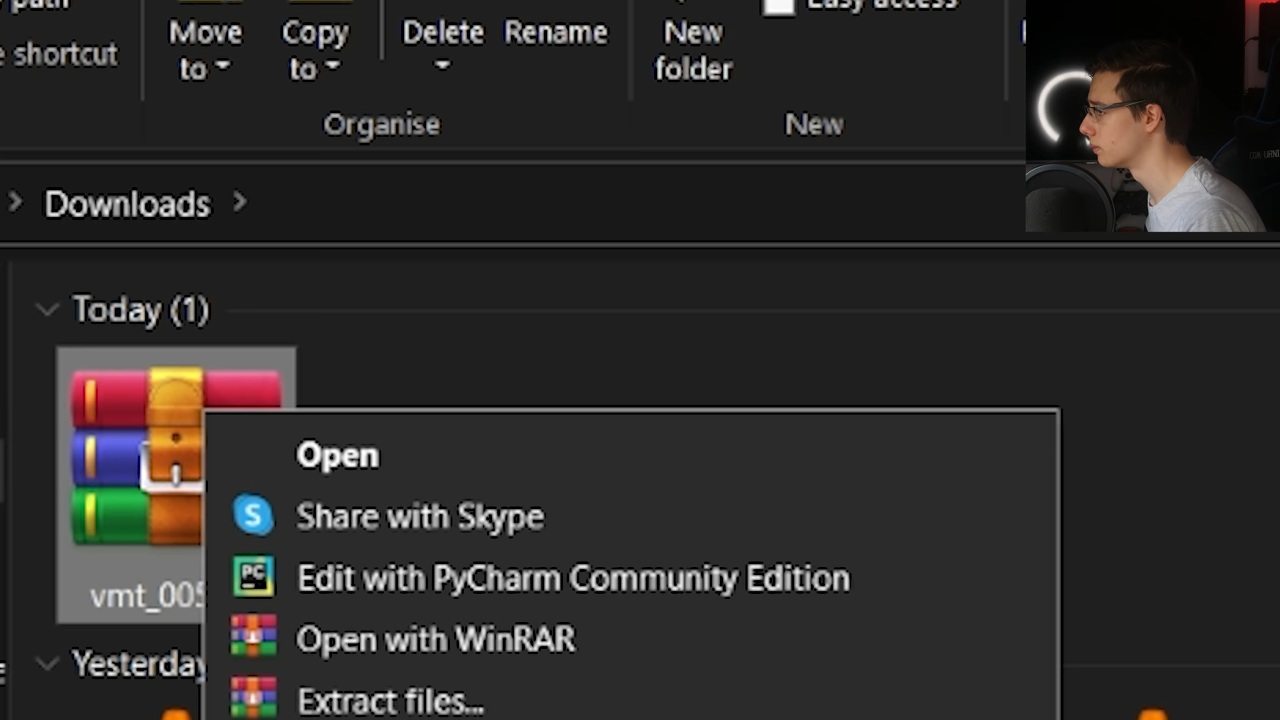 path
shortcut
Move to
Copy to
Delete
Rename
New folder
Easy access
Organise
New
Downloads
Today (1)
vmt_005
Yesterday
Open
S
Share with Skype
PC
Edit with PyCharm Community Edition
Open with WinRAR
Extract files...